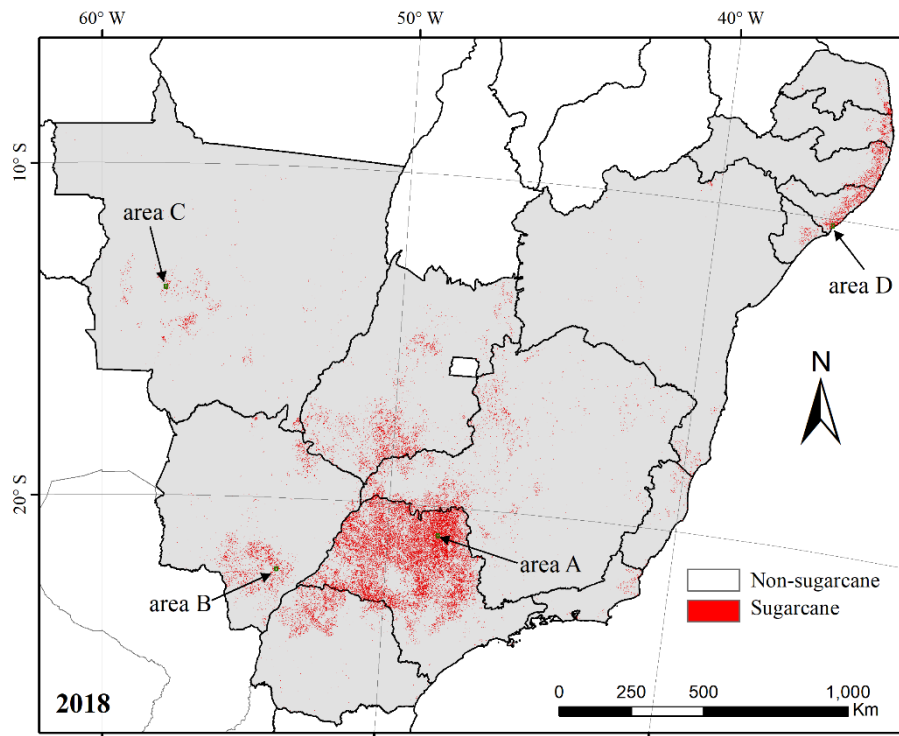 60° W
50° W
40° W
10°S
area C
area D
N
20°S
area A
area B
Non-sugarcane
Sugarcane
2018
0 250 500 1,000
Km